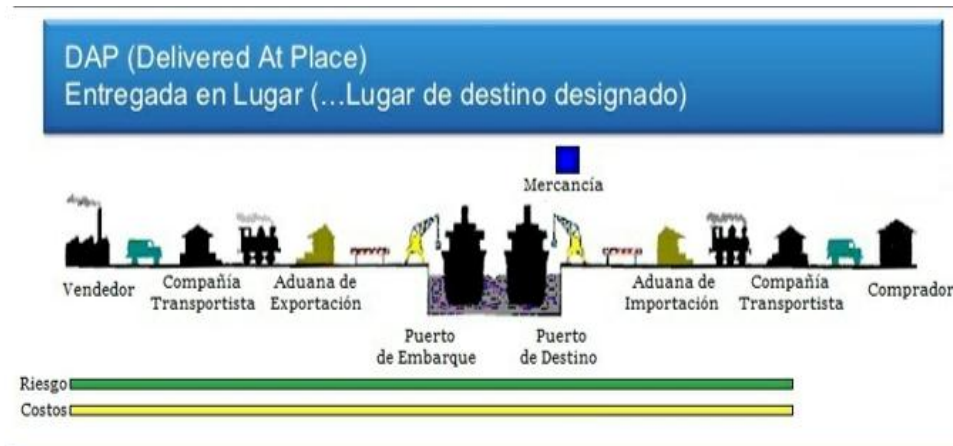 DAP (Delivered At Place)
Entregada en Lugar (...Lugar de destino designado)
Mercancía
Vendedor
Compañía
Transportista
Aduana de
Exportación
Puerto
de Embarque
Puerto
de Destino
Aduana de
Importación
Compañía
Transportista
Comprador
Riesgo
Costos